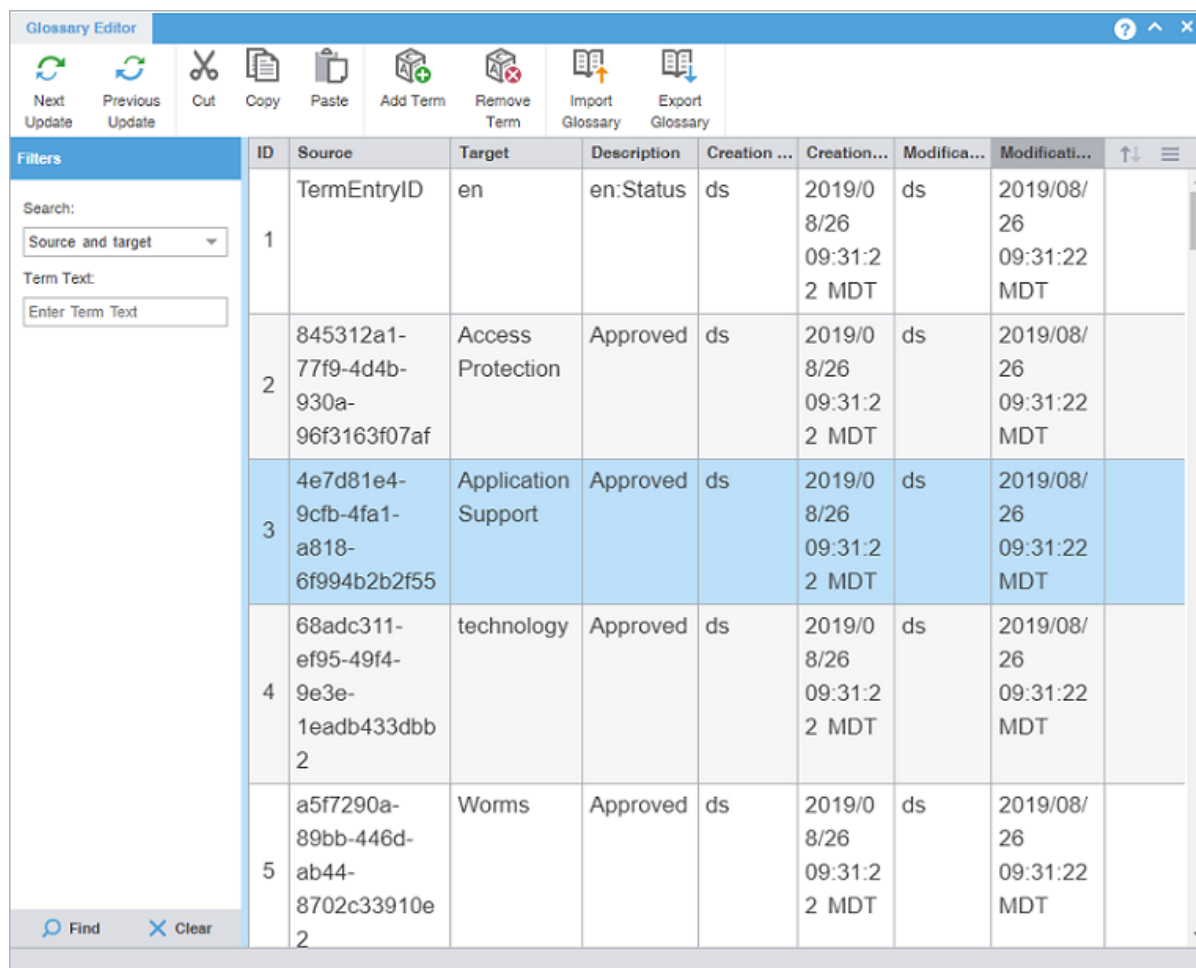 Glossary Editor
Next Update
Previous Update
Cut
Copy
Paste
Add Term
Remove Term
Import Glossary
Export Glossary
Filters
Search:
Source and target
Term Text:
Enter Term Text
Find
Clear
ID Source Target Description Creation ... Creation... Modifica... Modificati...
1
TermEntryID
en
en:Status
ds
2019/0
8/26
09:31:2
2 MDT
ds
2019/08/
26
09:31:22
MDT
2
845312a1-
77f9-4d4b-
930a-
96f3163f07af
Access
Protection
Approved
ds
2019/0
8/26
09:31:2
2 MDT
ds
2019/08/
26
09:31:22
MDT
3
4e7d81e4-
9cfb-4fa1-
a818-
6f994b2b2f55
Application
Support
Approved
ds
2019/0
8/26
09:31:2
2 MDT
ds
2019/08/
26
09:31:22
MDT
4
68adc311-
ef95-49f4-
9e3e-
1eadb433dbb
2
technology
Approved
ds
2019/0
8/26
09:31:2
2 MDT
ds
2019/08/
26
09:31:22
MDT
5
a5f7290a-
89bb-446d-
ab44-
8702c33910e
2
Worms
Approved
ds
2019/0
8/26
09:31:2
2 MDT
ds
2019/08/
26
09:31:22
MDT